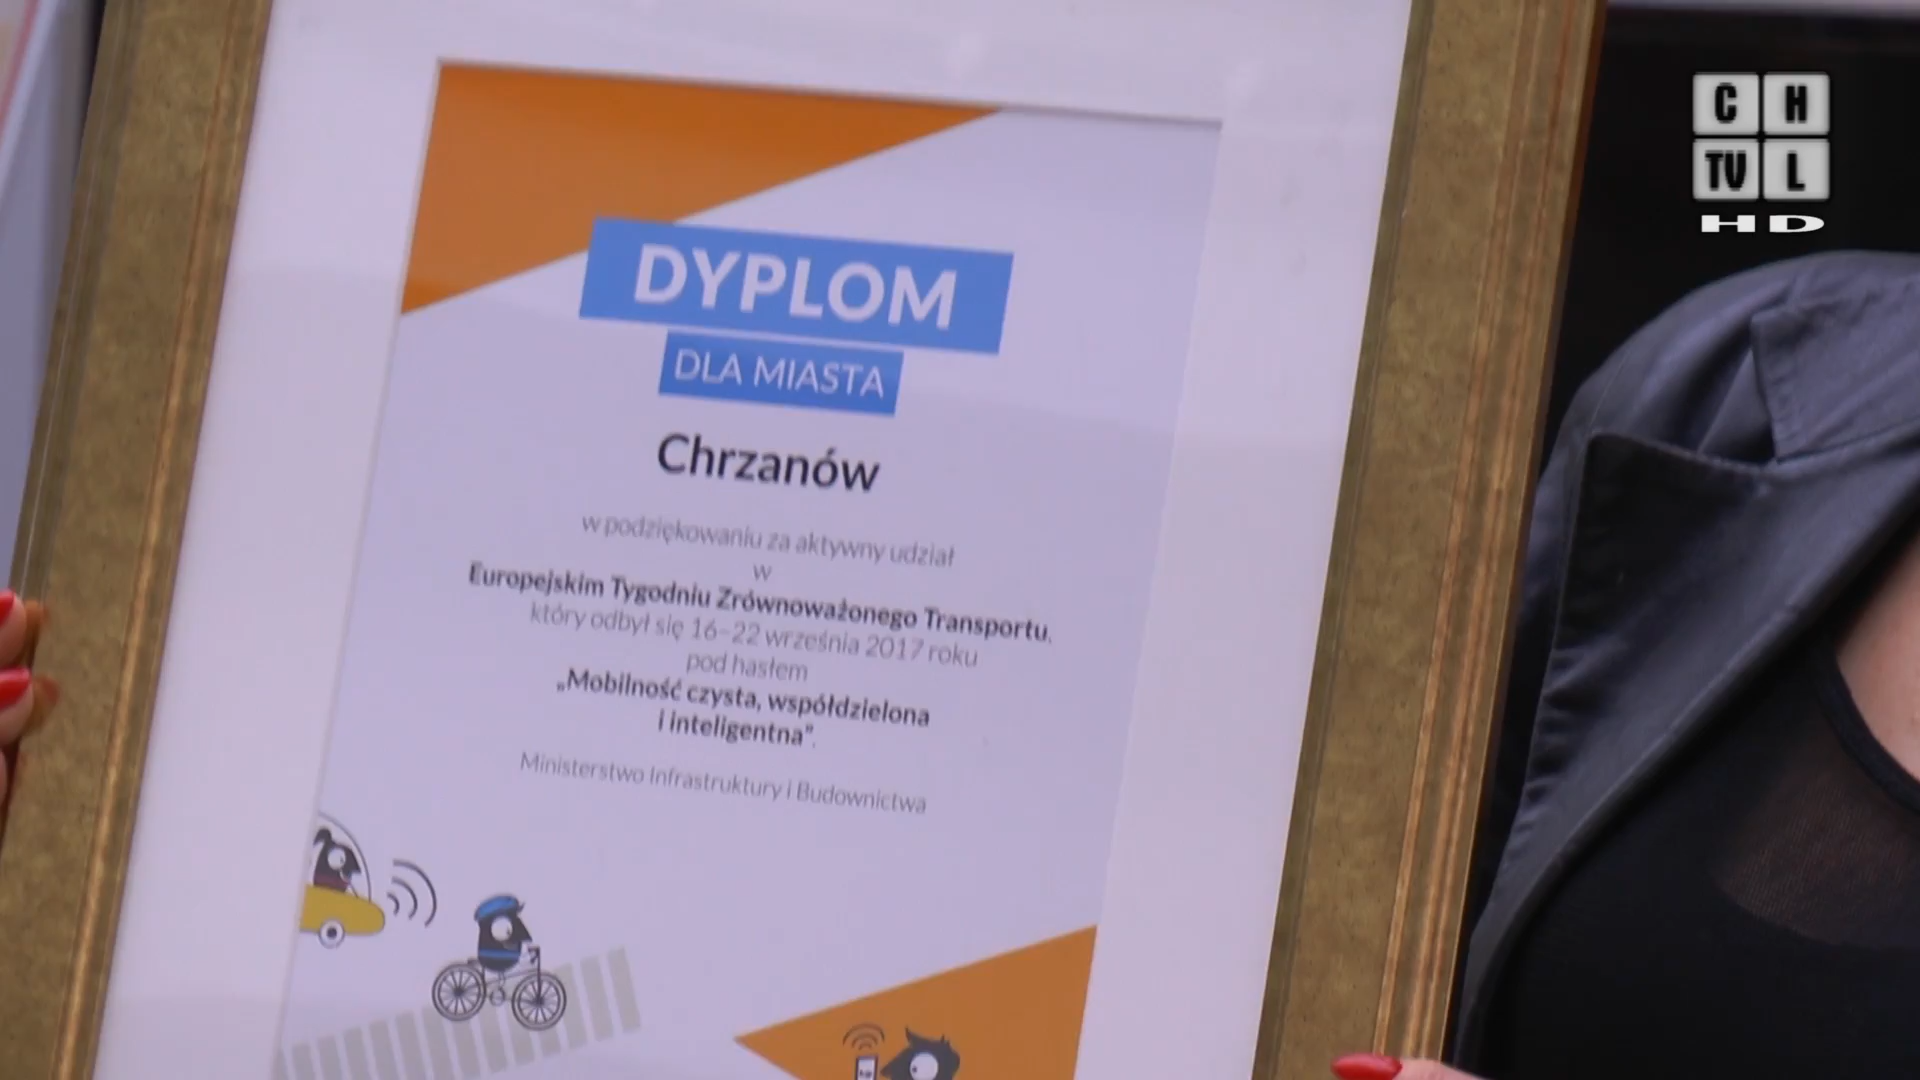 C H
TV L
HD
DYPLOM
DLA MIASTA
Chrzanów
w podziękowaniu za aktywny udział
w
Europejskim Tygodniu Zrównoważonego Transportu,
który odbył się 16-22 września 2017 roku
pod hasłem
„Mobilność czysta, współdzielona
i inteligentna”.
Ministerstwo Infrastruktury i Budownictwa